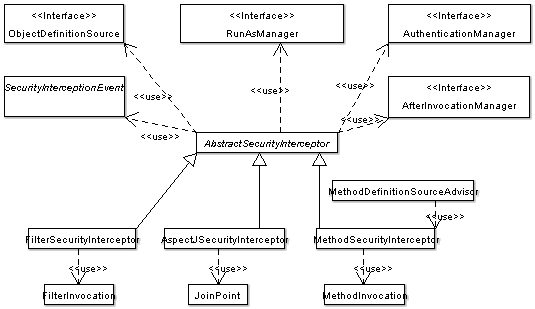 <<Interface>>
ObjectDefinitionSource
<<Interface>>
RunAsManager
<<Interface>>
AuthenticationManager
SecurityInterceptionEvent
<<Interface>>
AfterInvocationManager
<<use>>
<<use>>
<<use>>
<<use>>
<<use>>
AbstractSecurityInterceptor
MethodDefinitionSourceAdvisor
<<use>>
FilterSecurityInterceptor
AspectJSecurityInterceptor
MethodSecurityInterceptor
<<use>>
<<use>>
<<use>>
FilterInvocation
JoinPoint
MethodInvocation